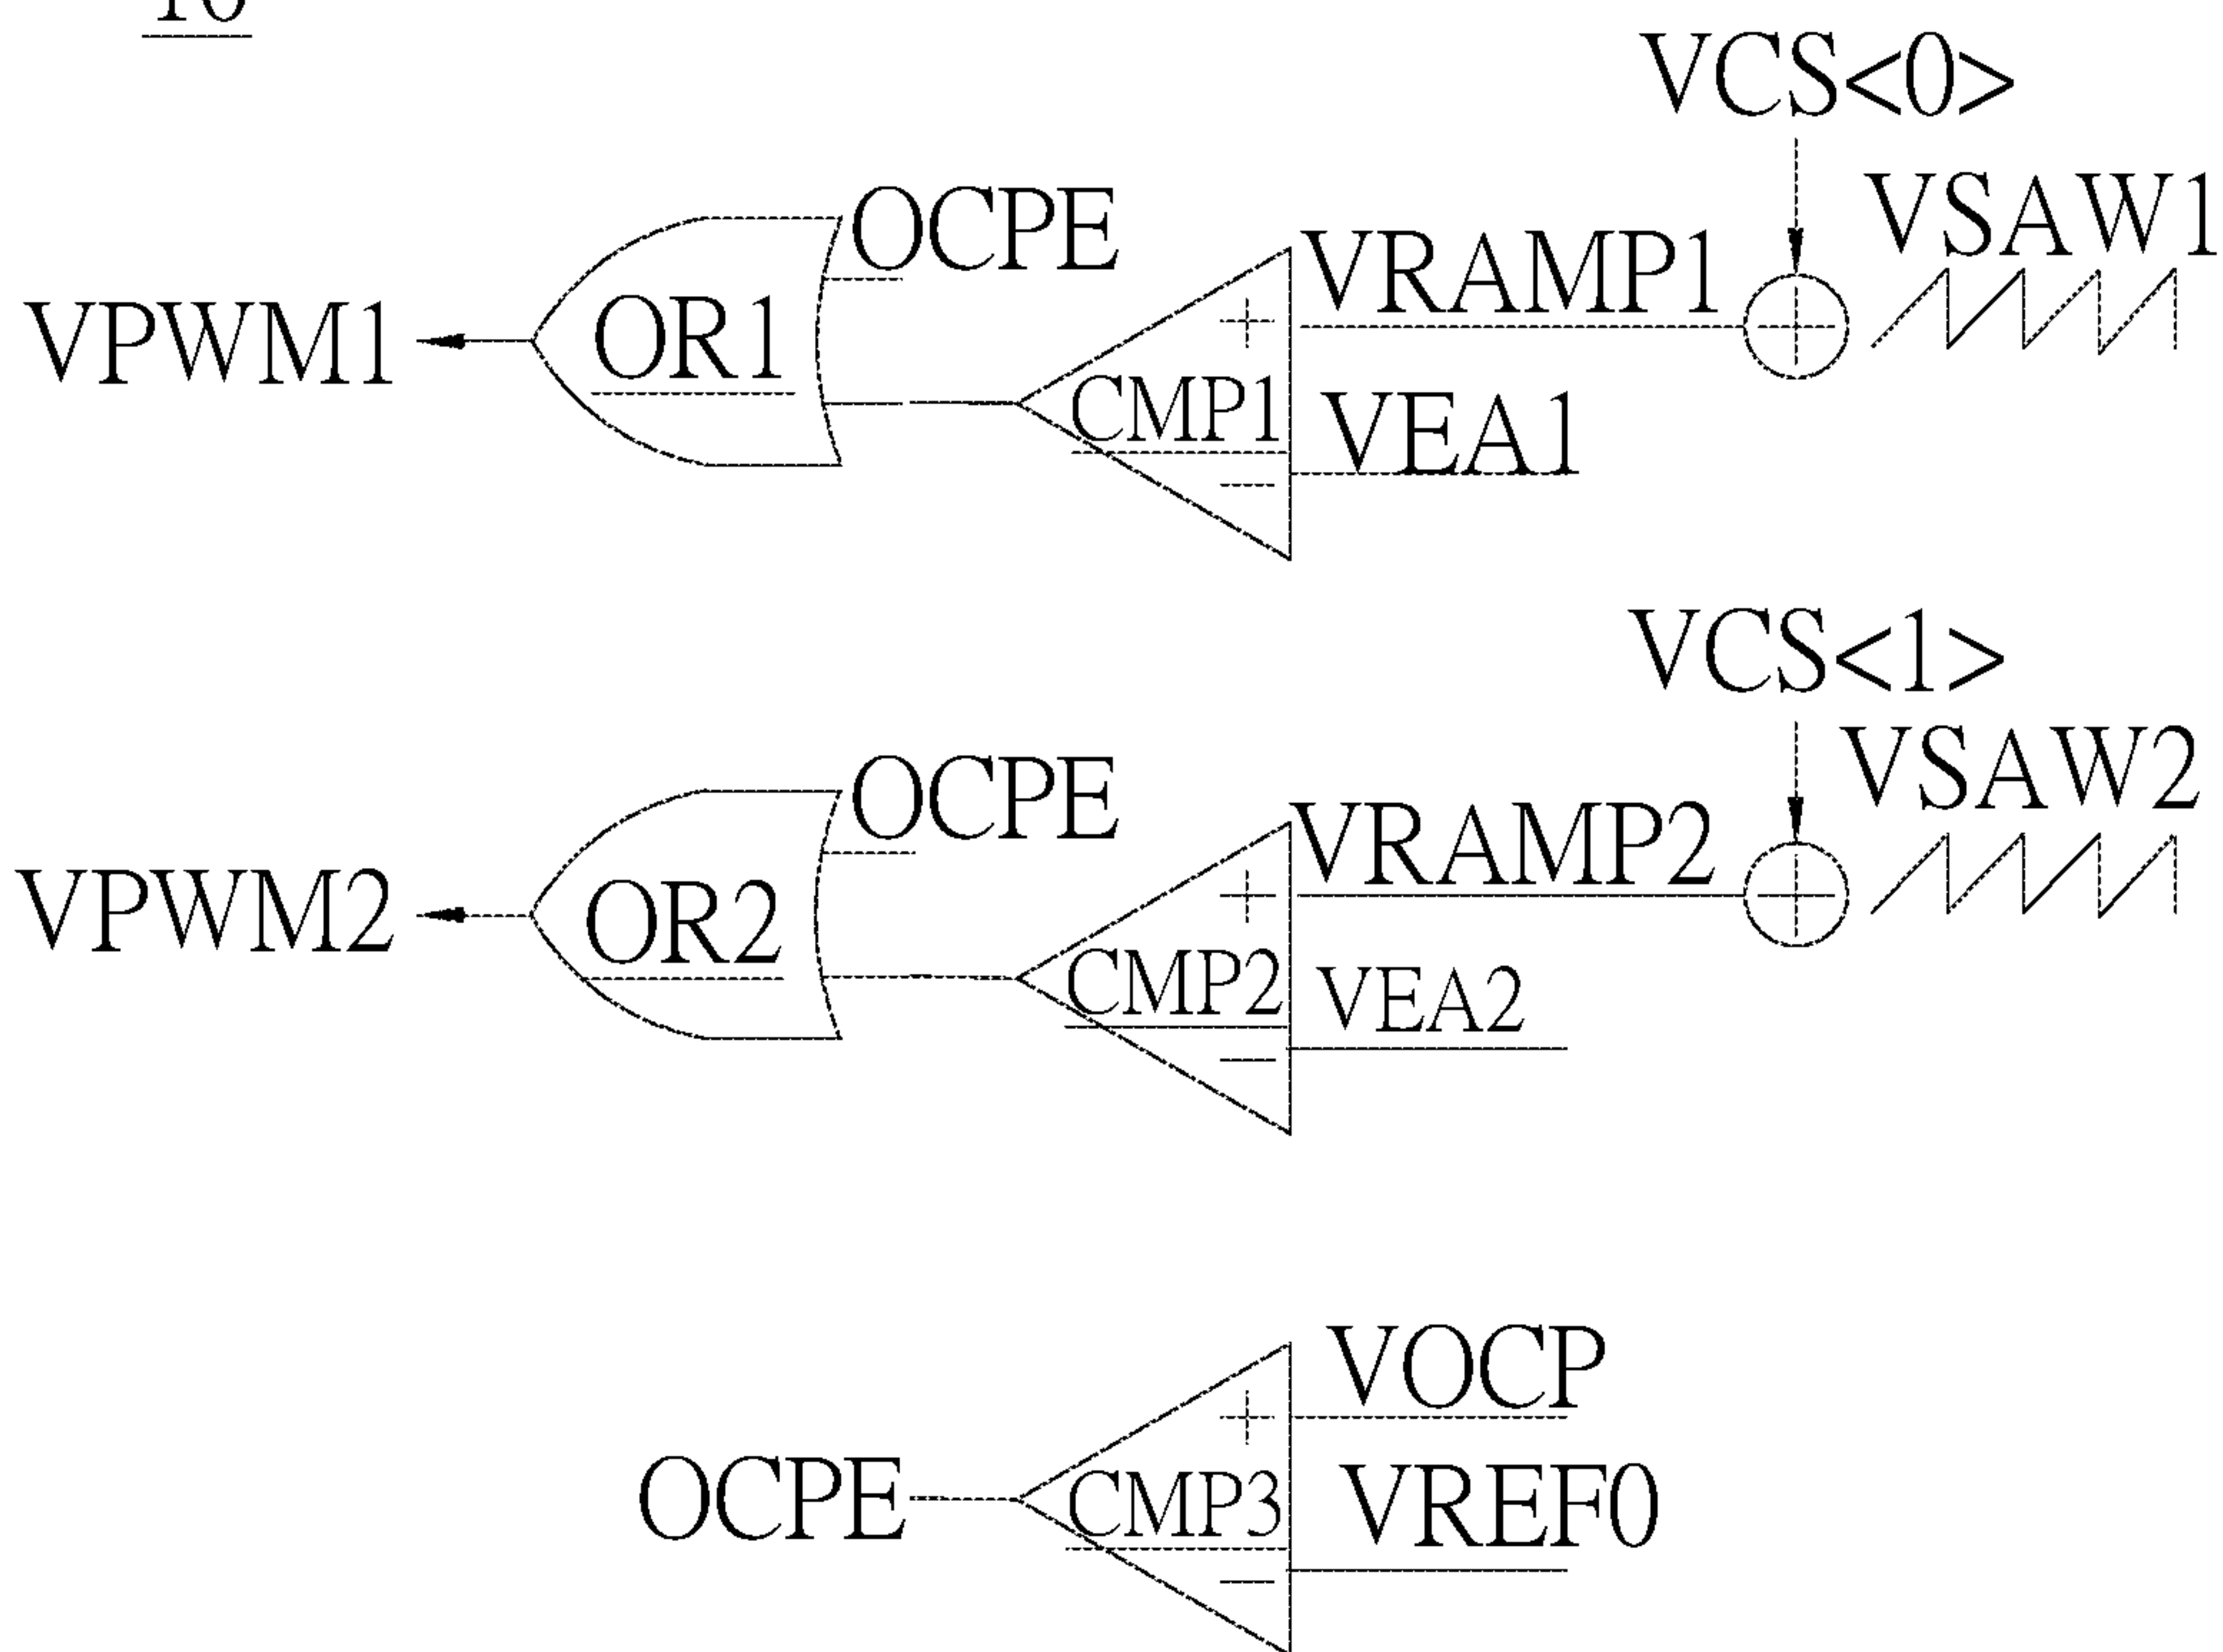 VCS<0>
OCPE
VSAW1
VRAMP1
VPWM1
OR1
CMP1
VEA1
VCS<1>
OCPE
VSAW2
VRAMP2
VPWM2
OR2
CMP2
VEA2
VOCP
OCPE
CMP3
VREF0